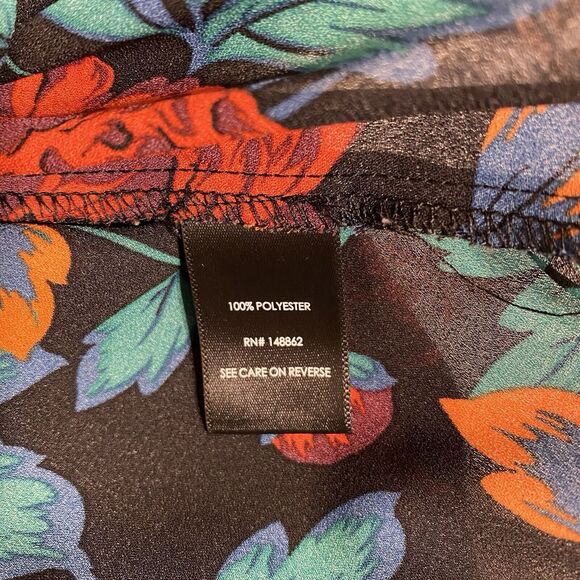 100% POLYESTER
RN# 148862
SEE CARE ON REVERSE